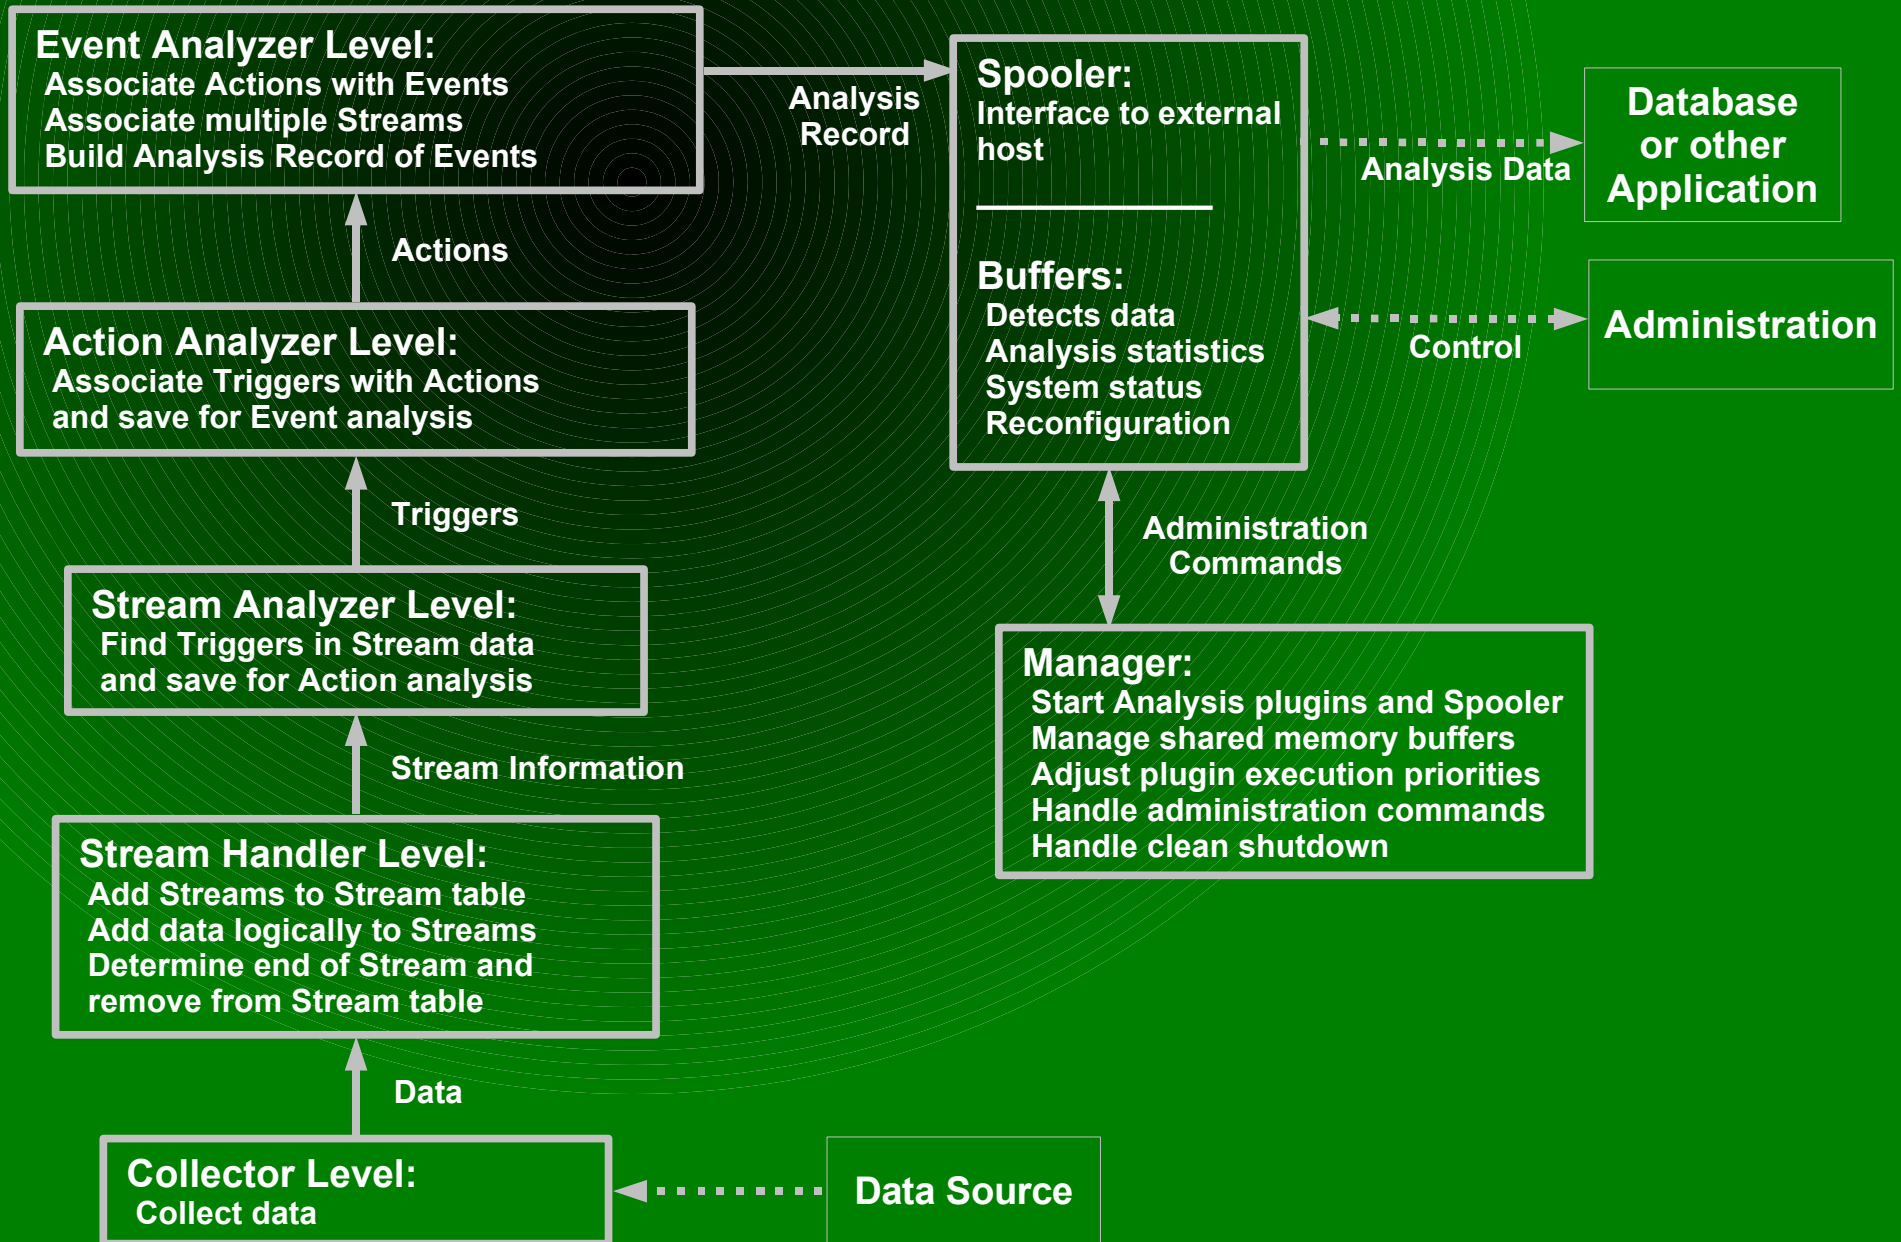 Event Analyzer Level:
Associate Actions with Events
Associate multiple Streams
Build Analysis Record of Events
Analysis
Record
Spooler:
Interface to external
host
Buffers:
Detects data
Analysis statistics
System status
Reconfiguration
Analysis Data
Database
or other
Application
Control
Administration
Actions
Action Analyzer Level:
Associate Triggers with Actions
and save for Event analysis
Triggers
Administration
Commands
Stream Analyzer Level:
Find Triggers in Stream data
and save for Action analysis
Manager:
Start Analysis plugins and Spooler
Manage shared memory buffers
Adjust plugin execution priorities
Handle administration commands
Handle clean shutdown
Stream Information
Stream Handler Level:
Add Streams to Stream table
Add data logically to Streams
Determine end of Stream and
remove from Stream table
Data
Collector Level:
Collect data
Data Source